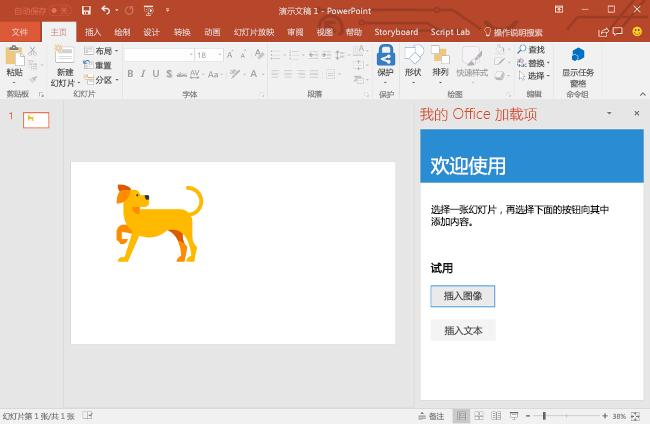 自动保存
演示文稿 1 - PowerPoint
文件 主页 插入 绘制 设计 转换 动画 幻灯片放映 审阅 视图 帮助 Storyboard Script Lab 操作说明搜索
粘贴
剪贴板
新建
幻灯片
布局
重置
分区
幻灯片
18
B I U S abc AV Aa A A A
字体
段落
保护
保护
形状
排列
快速样式
绘图
查找
替换
选择
编辑
显示任务
窗格
命令组
1
我的 Office 加载项
欢迎使用
选择一张幻灯片，再选择下面的按钮向其中
添加内容。
试用
插入图像
插入文本
幻灯片第 1 张/共 1 张
备注
38%